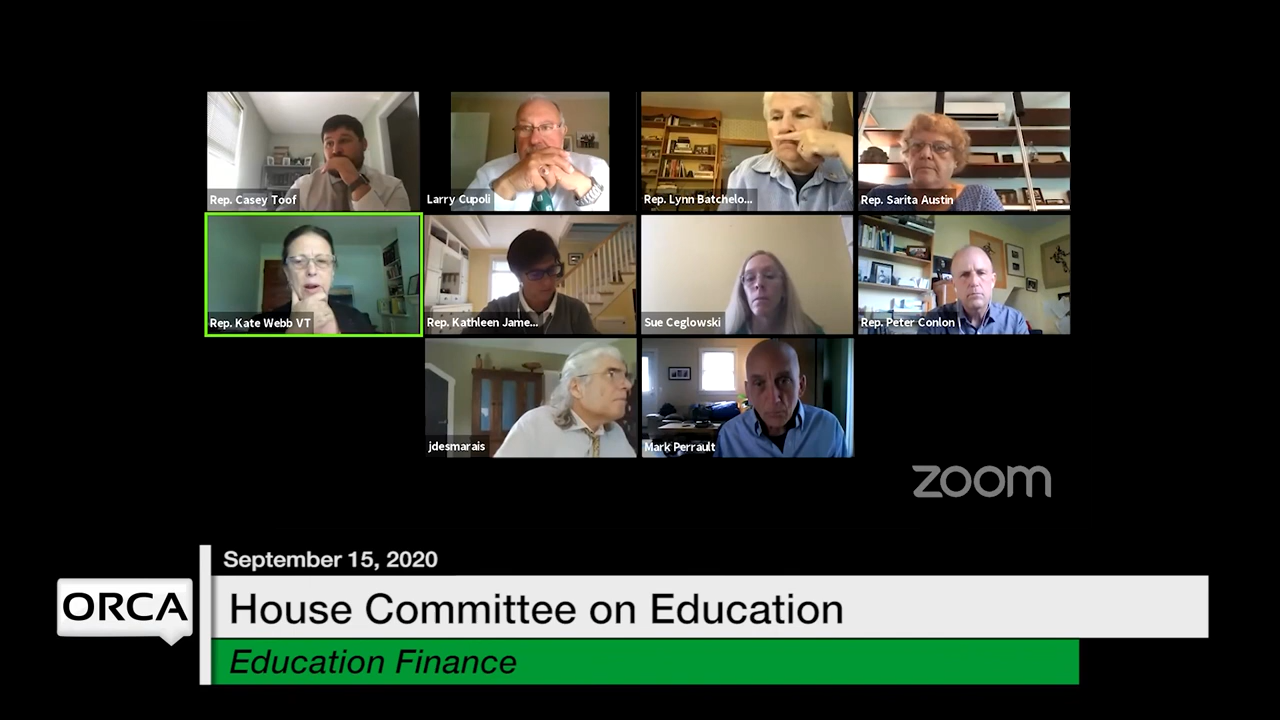 Rep. Casey Toof
Larry Cupoli
Rep. Lynn Batchelo...
Rep. Sarita Austin
Rep. Kate Webb VT
Rep. Kathleen Jame...
Sue Ceglowski
Rep. Peter Conlon
jdesmarais
Mark Perrault
zoom
September 15, 2020
ORCA
House Committee on Education
Education Finance